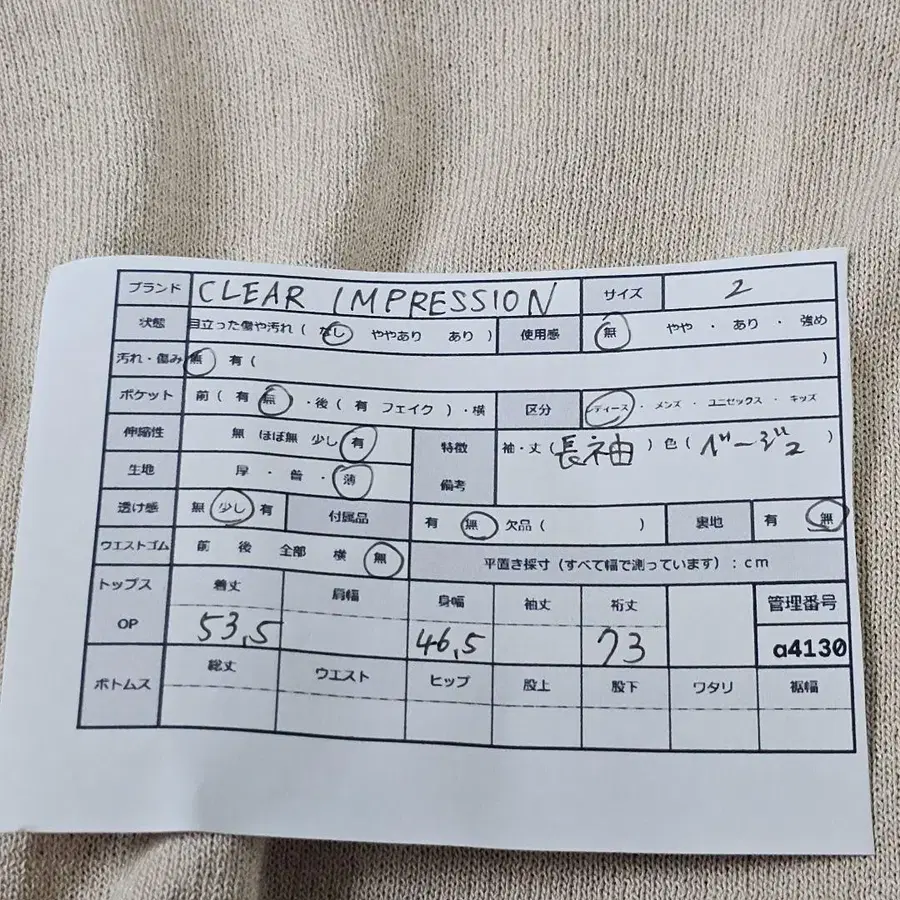 ブランド CLEAR IMPRESSION サイズ 2
状態 目立った傷や汚れ ( なし ややあり あり ) 使用感 無 やや ・ あり ・ 強め
汚れ・傷み 無 有 ( )
ポケット 前 ( 有 無 ) ・後 ( 有 フェイク ) ・横 区分 レディース ・ メンズ ・ ユニセックス ・ キッズ
伸縮性 無 ほぼ無 少し 有 特徴 備考 袖・丈 ( 長袖 ) 色 ( ベージュ )
生地 厚 ・ 普 ・ 薄
透け感 無 少し 有 付属品 有 無 欠品 ( ) 裏地 有 無
ウエストゴム 前 後 全部 横 無 平置き採寸 (すべて幅で測っています) : cm
トップス 着丈 肩幅 身幅 袖丈 裄丈 管理番号
OP 53,5 46,5 73 a4130
ボトムス 総丈 ウエスト ヒップ 股上 股下 ワタリ 裾幅